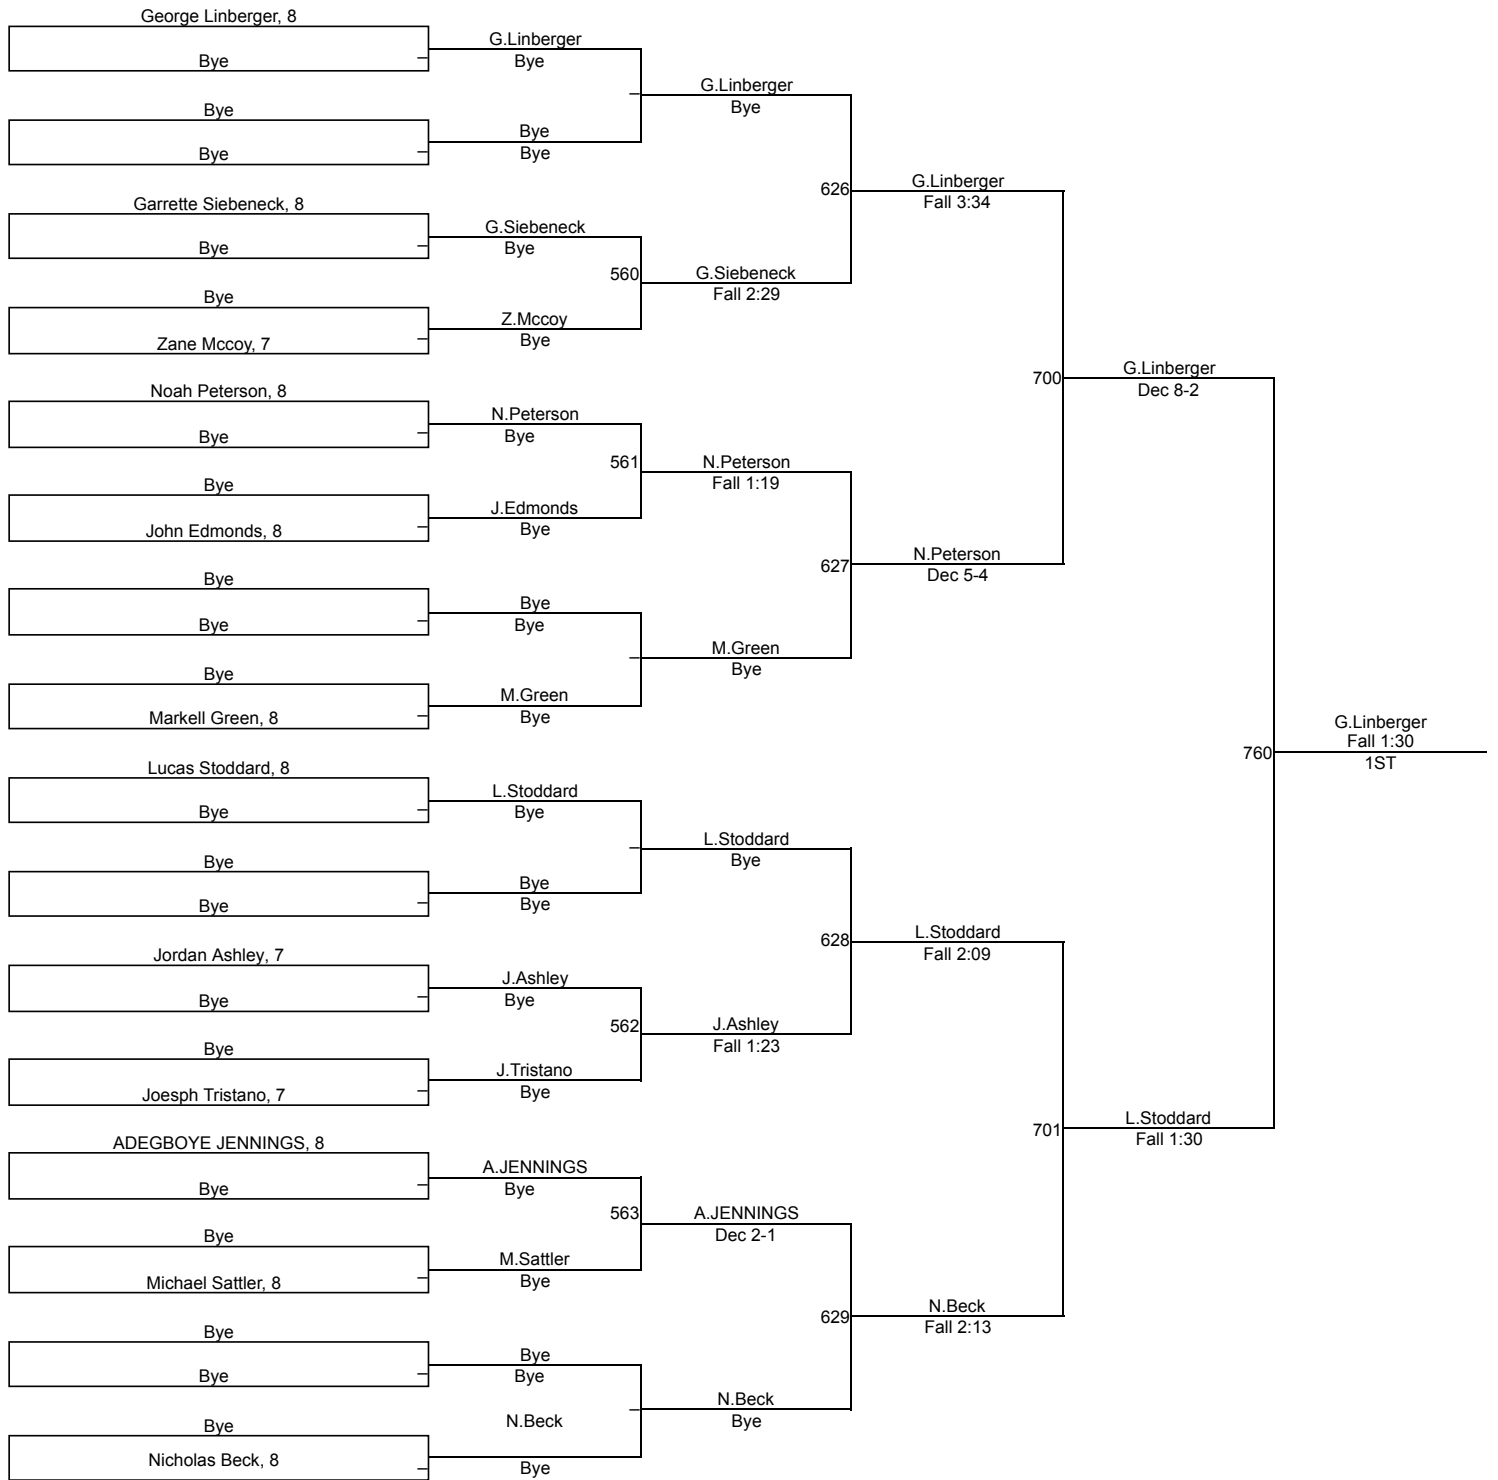 George Linberger, 8
Bye
Bye
Bye
Garrette Siebeneck, 8
Bye
Bye
Zane Mccoy, 7
Noah Peterson, 8
Bye
Bye
John Edmonds, 8
Bye
Bye
Bye
Markell Green, 8
Lucas Stoddard, 8
Bye
Bye
Bye
Jordan Ashley, 7
Bye
Bye
Joesph Tristano, 7
ADEGBOYE JENNINGS, 8
Bye
Bye
Michael Sattler, 8
Bye
Bye
Bye
Nicholas Beck, 8
G.Linberger
Bye
Bye
Bye
G.Siebeneck
Bye
560
Z.Mccoy
Bye
N.Peterson
Bye
561
J.Edmonds
Bye
Bye
Bye
M.Green
Bye
L.Stoddard
Bye
Bye
Bye
J.Ashley
Bye
562
J.Tristano
Bye
A.JENNINGS
Bye
563
M.Sattler
Bye
Bye
Bye
N.Beck
Bye
G.Linberger
Bye
626
G.Siebeneck
Fall 2:29
N.Peterson
Fall 1:19
627
M.Green
Bye
L.Stoddard
Bye
628
J.Ashley
Fall 1:23
A.JENNINGS
Dec 2-1
629
N.Beck
Bye
G.Linberger
Fall 3:34
700
N.Peterson
Dec 5-4
L.Stoddard
Fall 2:09
701
N.Beck
Fall 2:13
G.Linberger
Dec 8-2
760
L.Stoddard
Fall 1:30
G.Linberger
Fall 1:30
1ST